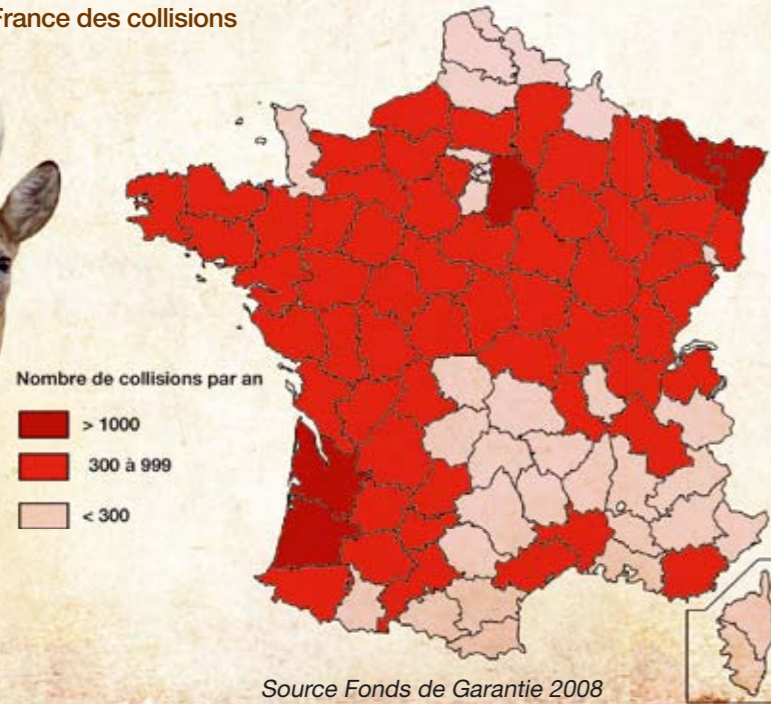 France des collisions
Nombre de collisions par an
> 1000
300 à 999
< 300
Source Fonds de Garantie 2008